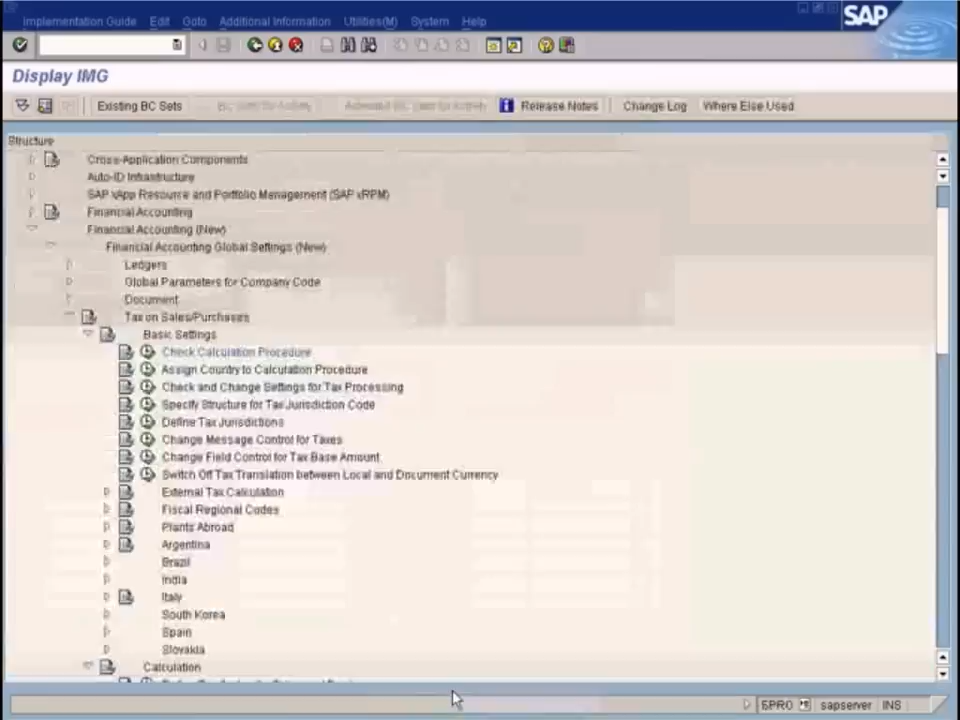 Implementation Guide Edit Goto Additional Information Utilities(M) System Help
SAP
Display IMG
Existing BC Sets Release Notes Change Log Where Else Used
Structure
Cross-Application Components
Auto-ID Infrastructure
SAP xApp Resource and Portfolio Management (SAP xRPM)
Financial Accounting
Financial Accounting (New)
Financial Accounting Global Settings (New)
Ledgers
Global Parameters for Company Code
Document
Tax on Sales/Purchases
Basic Settings
Check Calculation Procedure
Assign Country to Calculation Procedure
Check and Change Settings for Tax Processing
Specify Structure for Tax Jurisdiction Code
Define Tax Jurisdictions
Change Message Control for Taxes
Change Field Control for Tax Base Amount
Switch Off Tax Translation between Local and Document Currency
External Tax Calculation
Fiscal Regional Codes
Plants Abroad
Argentina
Brazil
India
Italy
South Korea
Spain
Slovakia
Calculation
SPRO sapserver INS